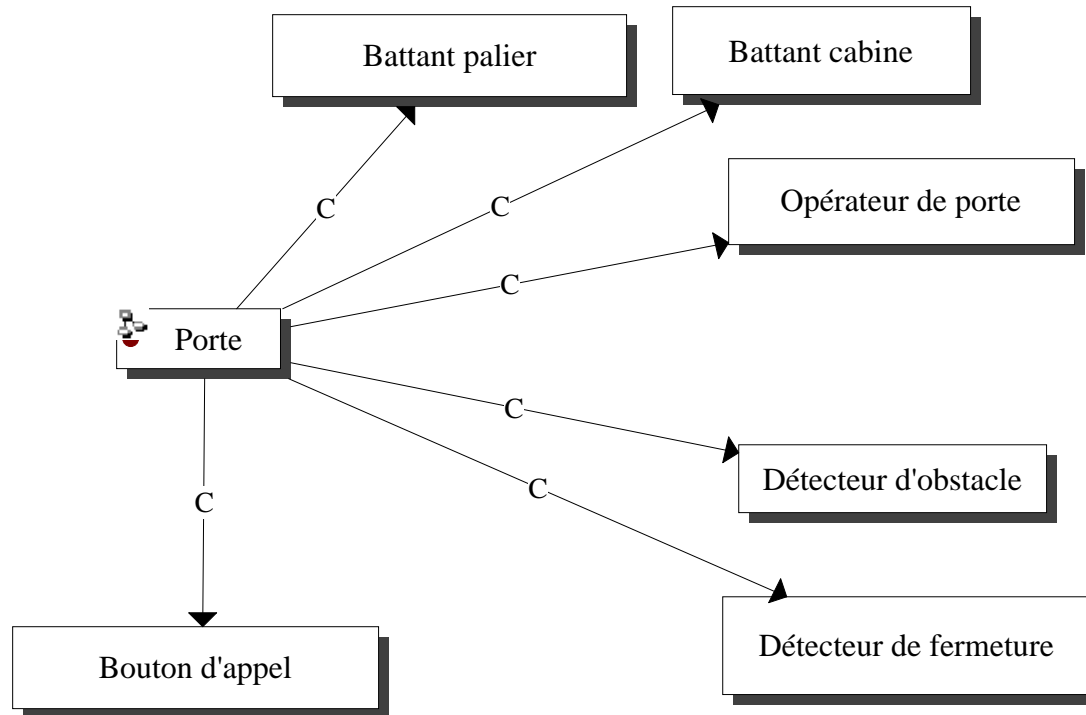 Battant palier
Battant cabine
Opérateur de porte
C
C
C
Porte
C
C
C
Détecteur d'obstacle
Détecteur de fermeture
Bouton d'appel